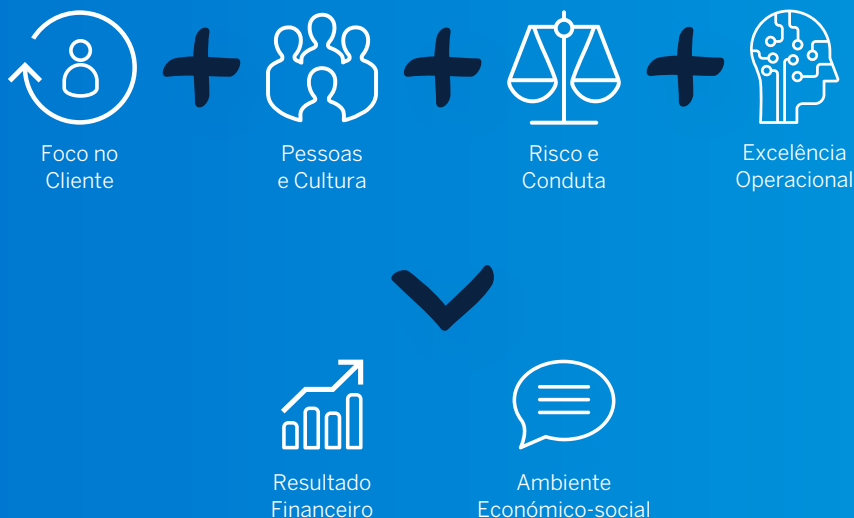 Foco no
Cliente
Pessoas
e Cultura
Risco e
Conduta
Excelência
Operacional
Resultado
Financeiro
Ambiente
Económico-social